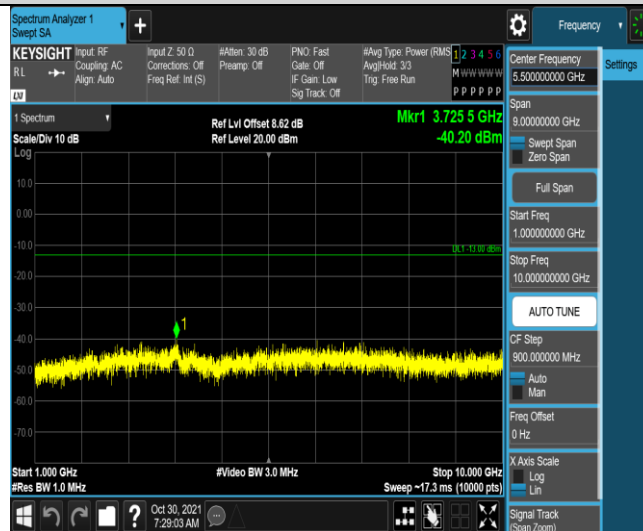 Spectrum Analyzer 1
Swept SA
+
Frequency
KEYSIGHT
RL
LXI
Input: RF
Coupling: AC
Align: Auto
Input Z: 50 Ω
Corrections: Off
Freq Ref: Int (S)
#Atten: 30 dB
Preamp: Off
PNO: Fast
Gate: Off
IF Gain: Low
Sig Track: Off
#Avg Type: Power (RMS
Avg|Hold: 3/3
Trig: Free Run
1 2 3 4 5 6
M W W W W W
P P P P P P
1 Spectrum
Scale/Div 10 dB
Log
Ref Lvl Offset 8.62 dB
Ref Level 20.00 dBm
Mkr1 3.725 5 GHz
-40.20 dBm
10.0
0.00
-10.0
DL1 -13.00 dBm
-20.0
-30.0
-40.0
1
-50.0
-60.0
-70.0
Start 1.000 GHz
#Res BW 1.0 MHz
#Video BW 3.0 MHz
Stop 10.000 GHz
Sweep ~17.3 ms (10000 pts)
Oct 30, 2021
7:29:03 AM
Settings
Center Frequency
5.500000000 GHz
Span
9.00000000 GHz
Swept Span
Zero Span
Full Span
Start Freq
1.000000000 GHz
Stop Freq
10.000000000 GHz
AUTO TUNE
CF Step
900.000000 MHz
Auto
Man
Freq Offset
0 Hz
X Axis Scale
Log
Lin
Signal Track
(Span Zoom)